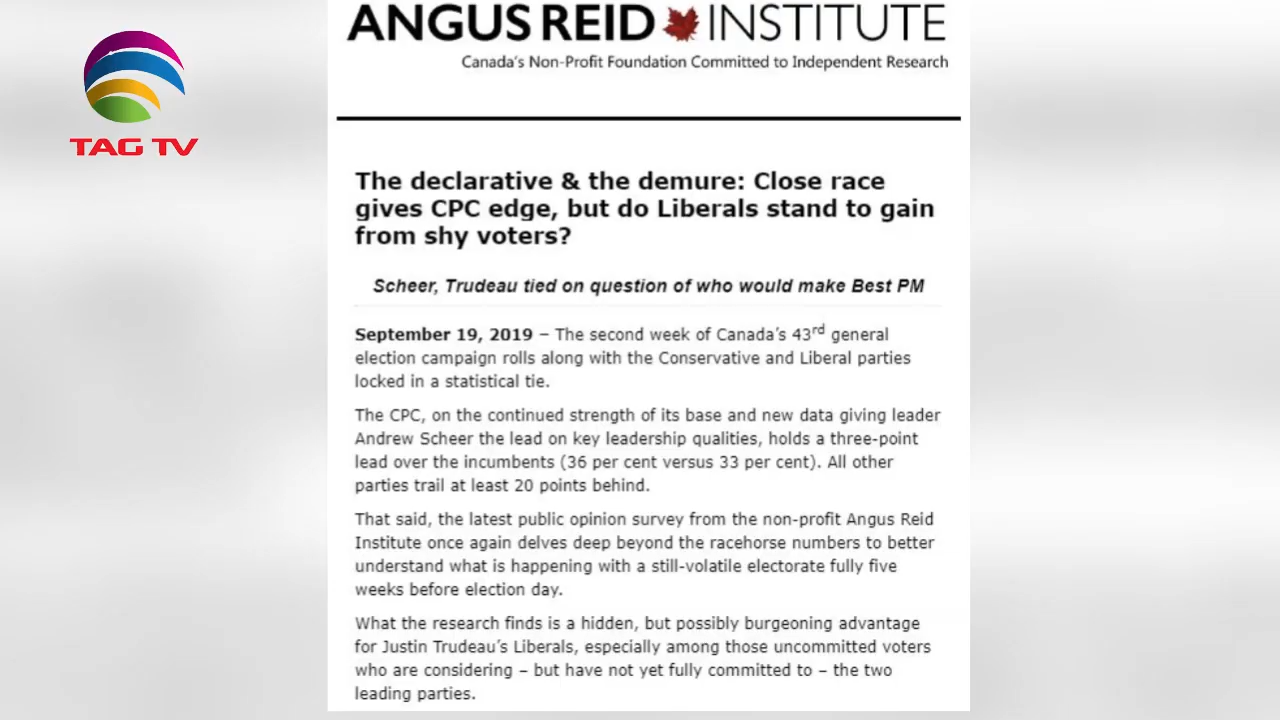 TAG TV
ANGUS REID INSTITUTE
Canada's Non-Profit Foundation Committed to Independent Research
The declarative & the demure: Close race
gives CPC edge, but do Liberals stand to gain
from shy voters?
Scheer, Trudeau tied on question of who would make Best PM
September 19, 2019 – The second week of Canada's 43rd general
election campaign rolls along with the Conservative and Liberal parties
locked in a statistical tie.
The CPC, on the continued strength of its base and new data giving leader
Andrew Scheer the lead on key leadership qualities, holds a three-point
lead over the incumbents (36 per cent versus 33 per cent). All other
parties trail at least 20 points behind.
That said, the latest public opinion survey from the non-profit Angus Reid
Institute once again delves deep beyond the racehorse numbers to better
understand what is happening with a still-volatile electorate fully five
weeks before election day.
What the research finds is a hidden, but possibly burgeoning advantage
for Justin Trudeau's Liberals, especially among those uncommitted voters
who are considering – but have not yet fully committed to – the two
leading parties.